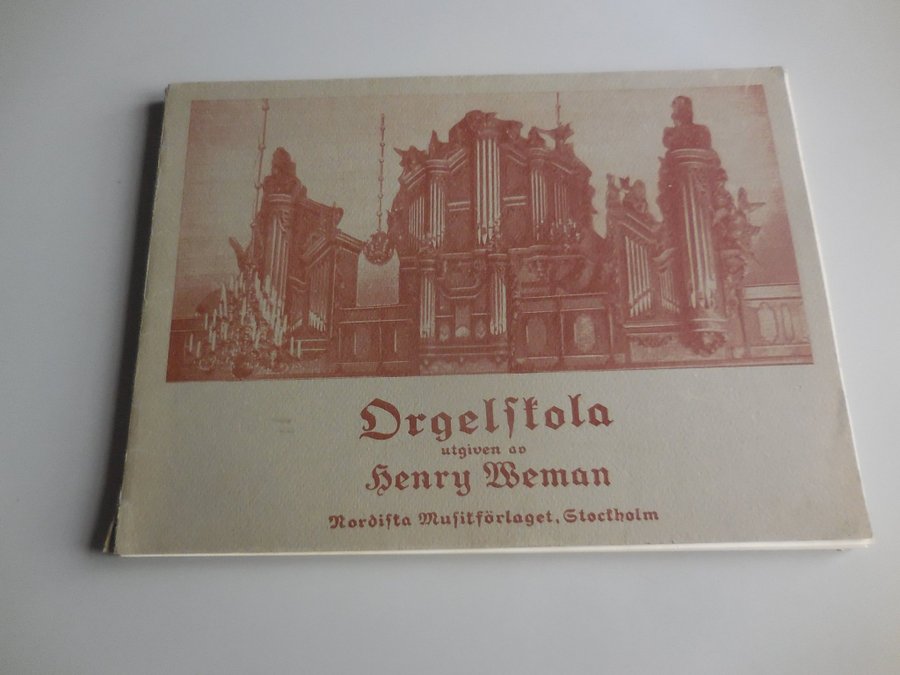 Orgelskola
utgiven av
Henry Weman
Nordiska Musikförlaget, Stockholm